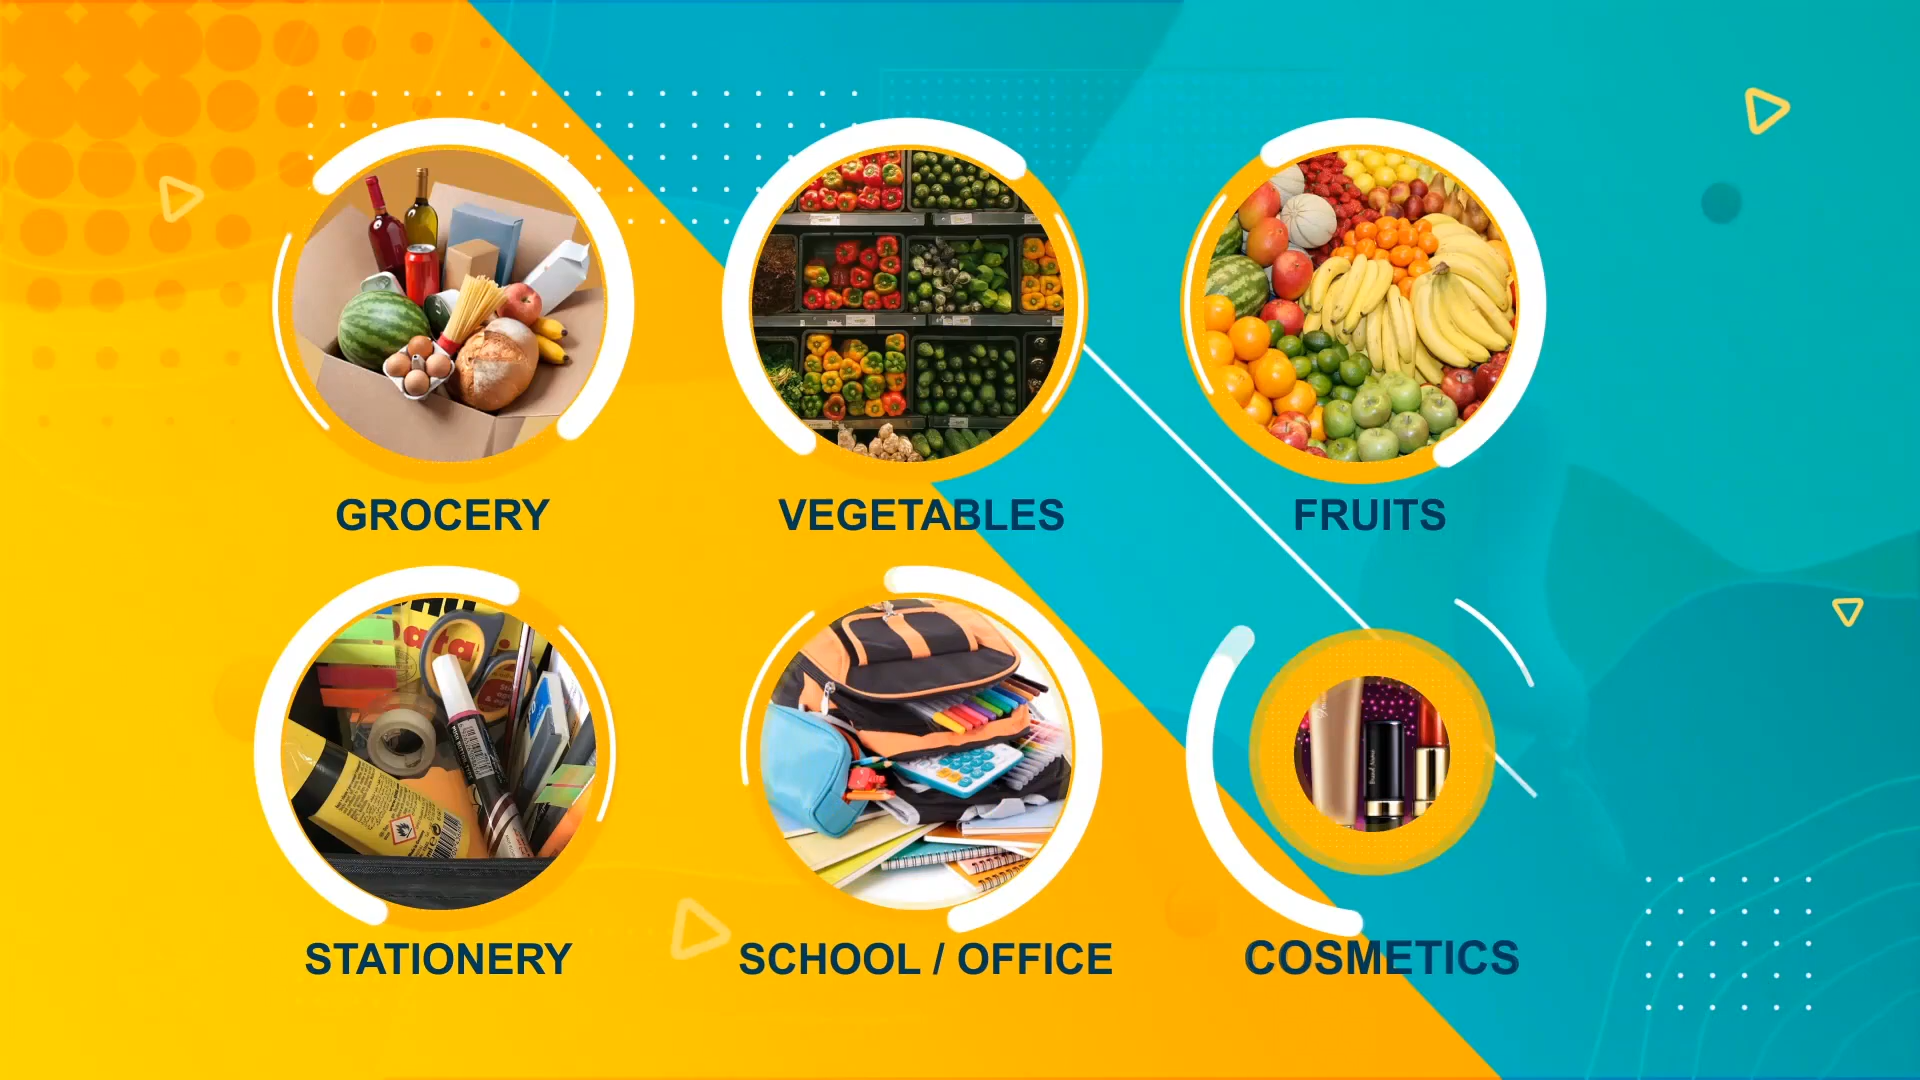 GROCERY
VEGETABLES
FRUITS
STATIONERY
SCHOOL / OFFICE
COSMETICS